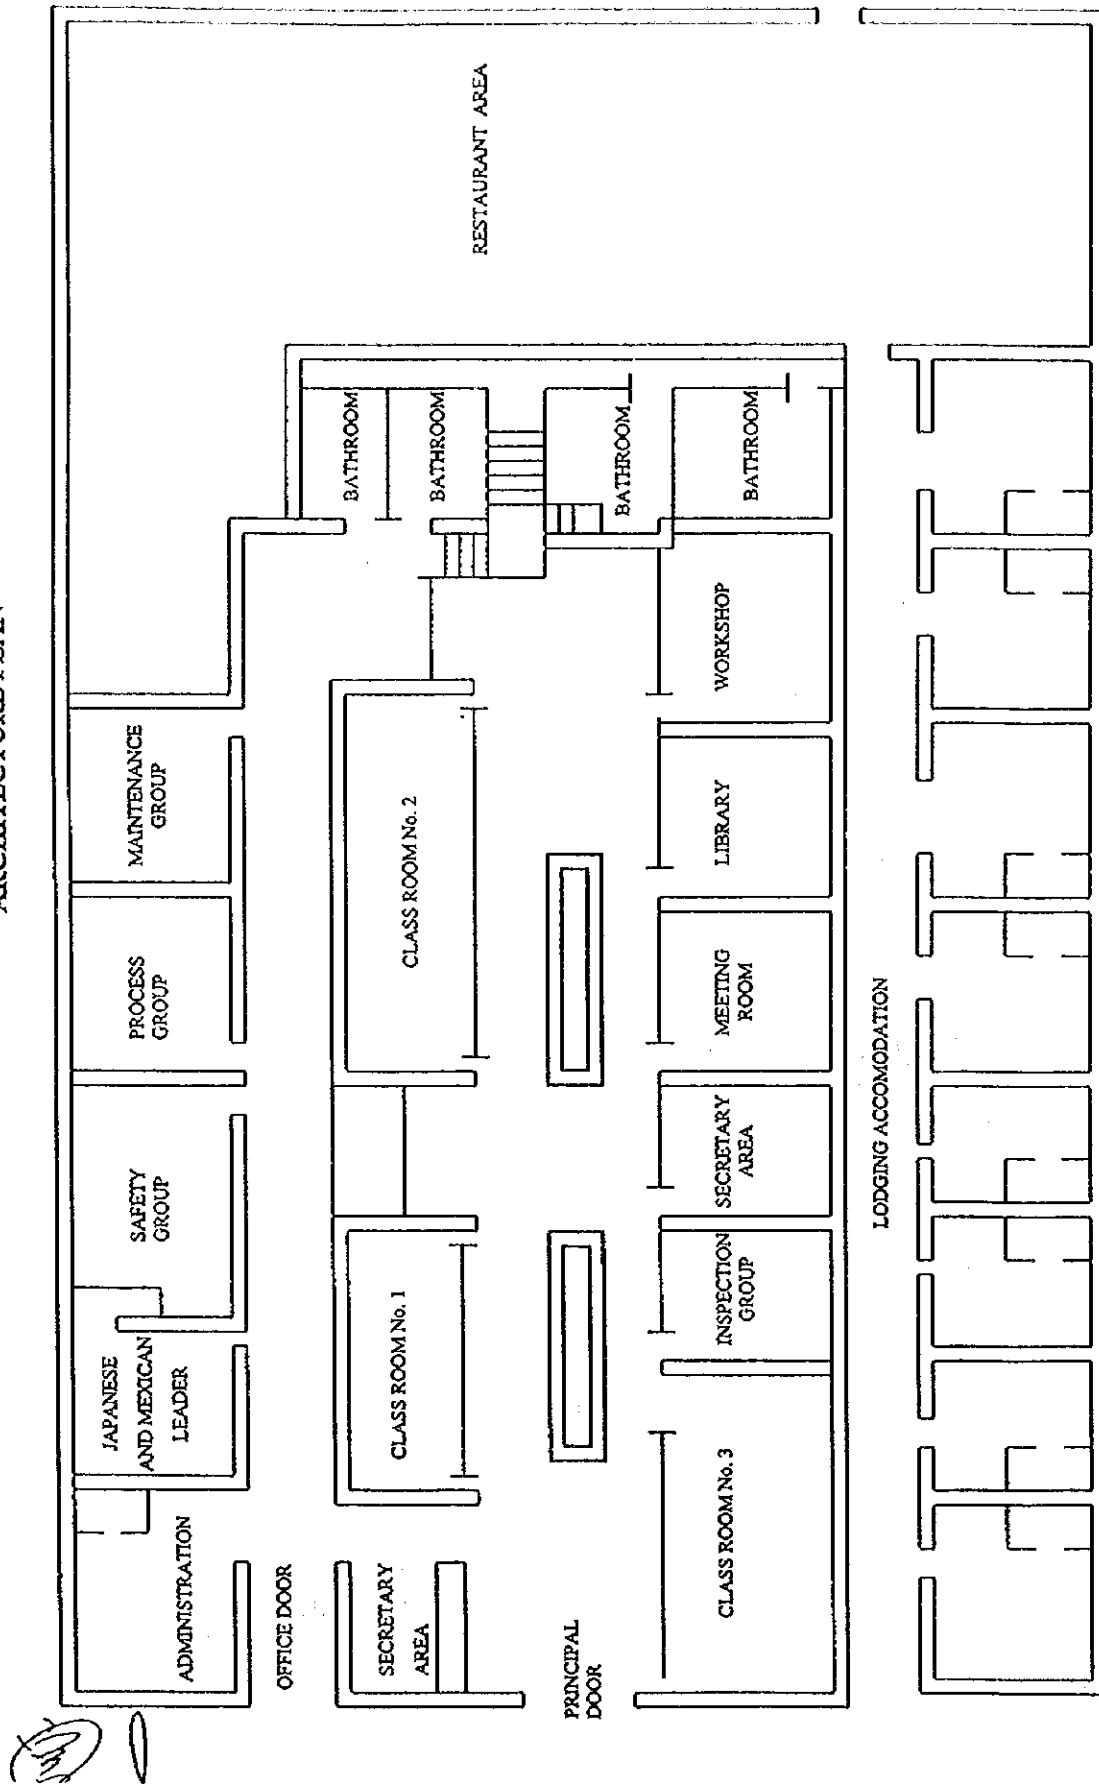 ADMINISTRATION
JAPANESE
AND MEXICAN
LEADER
SAFETY
GROUP
PROCESS
GROUP
MAINTENANCE
GROUP
OFFICE DOOR
SECRETARY
AREA
CLASS ROOM No. 1
CLASS ROOM No. 2
BATHROOM
BATHROOM
RESTAURANT AREA
PRINCIPAL
DOOR
BATHROOM
CLASS ROOM No. 3
INSPECTION
GROUP
SECRETARY
AREA
MEETING
ROOM
LIBRARY
WORKSHOP
BATHROOM
LODGING ACCOMODATION